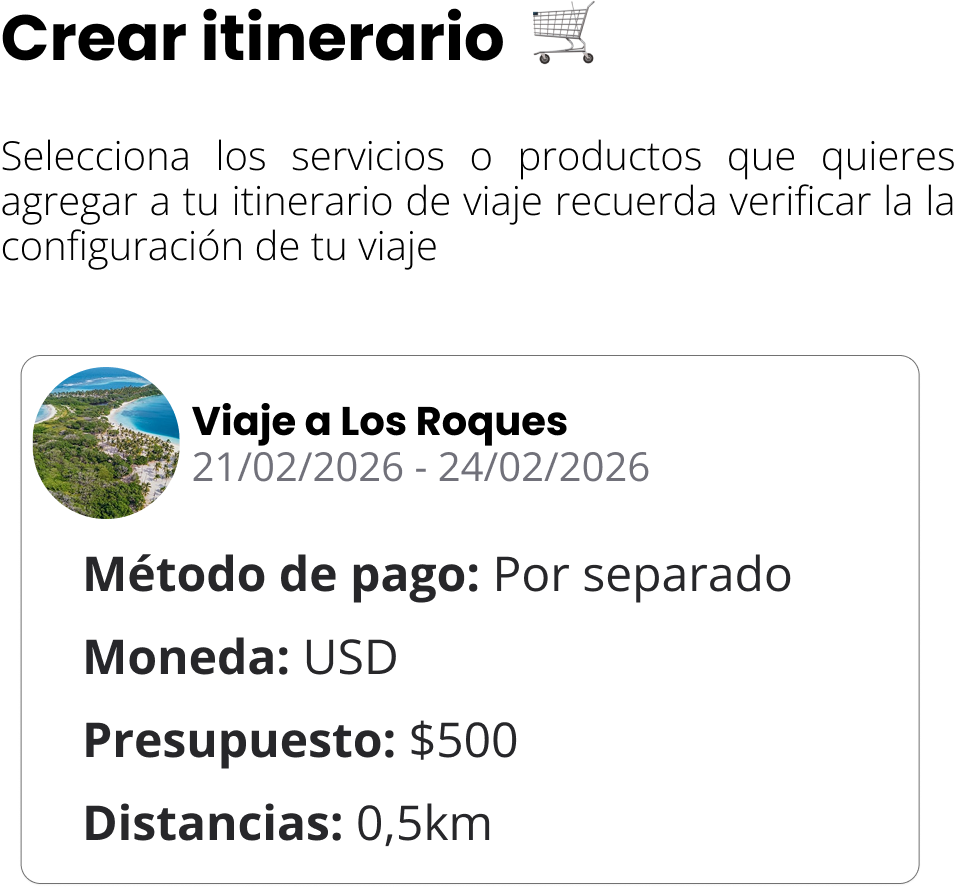 Crear itinerario
Selecciona los servicios o productos que quieres
agregar a tu itinerario de viaje recuerda verificar la la
configuración de tu viaje
Viaje a Los Roques
21/02/2026 - 24/02/2026
Método de pago: Por separado
Moneda: USD
Presupuesto: $500
Distancias: 0,5km